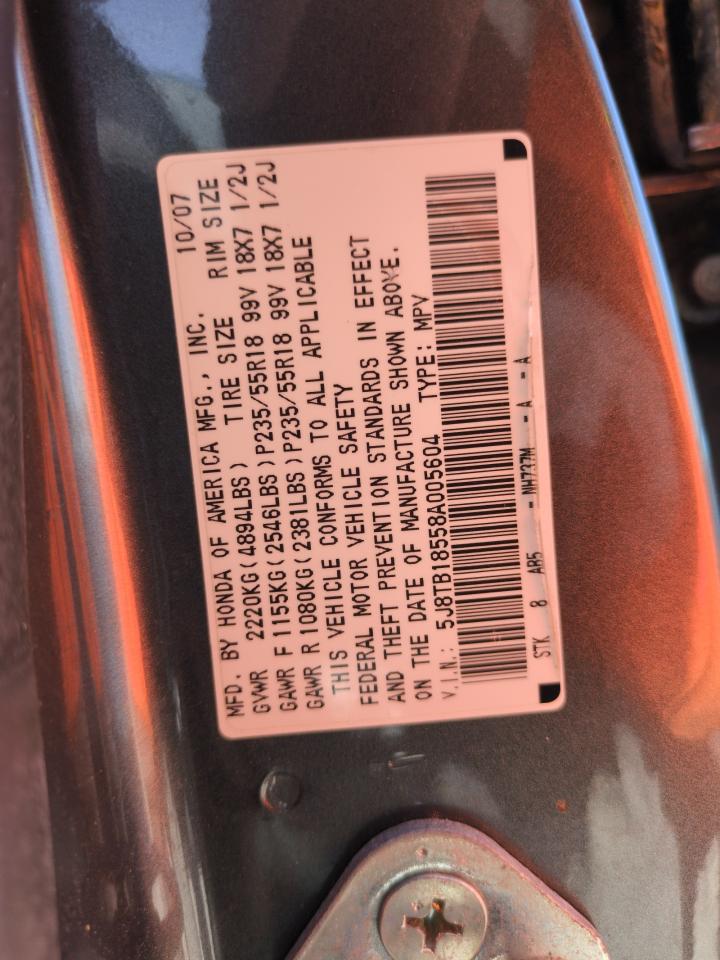 MFD. BY HONDA OF AMERICA MFG., INC. 10/07
GVWR 2220KG(4894LBS) TIRE SIZE RIM SIZE
GAWR F 1155KG(2546LBS)P235/55R18 99V 18X7 1/2J
GAWR R 1080KG(2381LBS)P235/55R18 99V 18X7 1/2J
THIS VEHICLE CONFORMS TO ALL APPLICABLE
FEDERAL MOTOR VEHICLE SAFETY
AND THEFT PREVENTION STANDARDS IN EFFECT
ON THE DATE OF MANUFACTURE SHOWN ABOVE.
V.I.N.: 5J8TB18558A005604 TYPE: MPV
STK 8 AB5 - NH737M - A - A